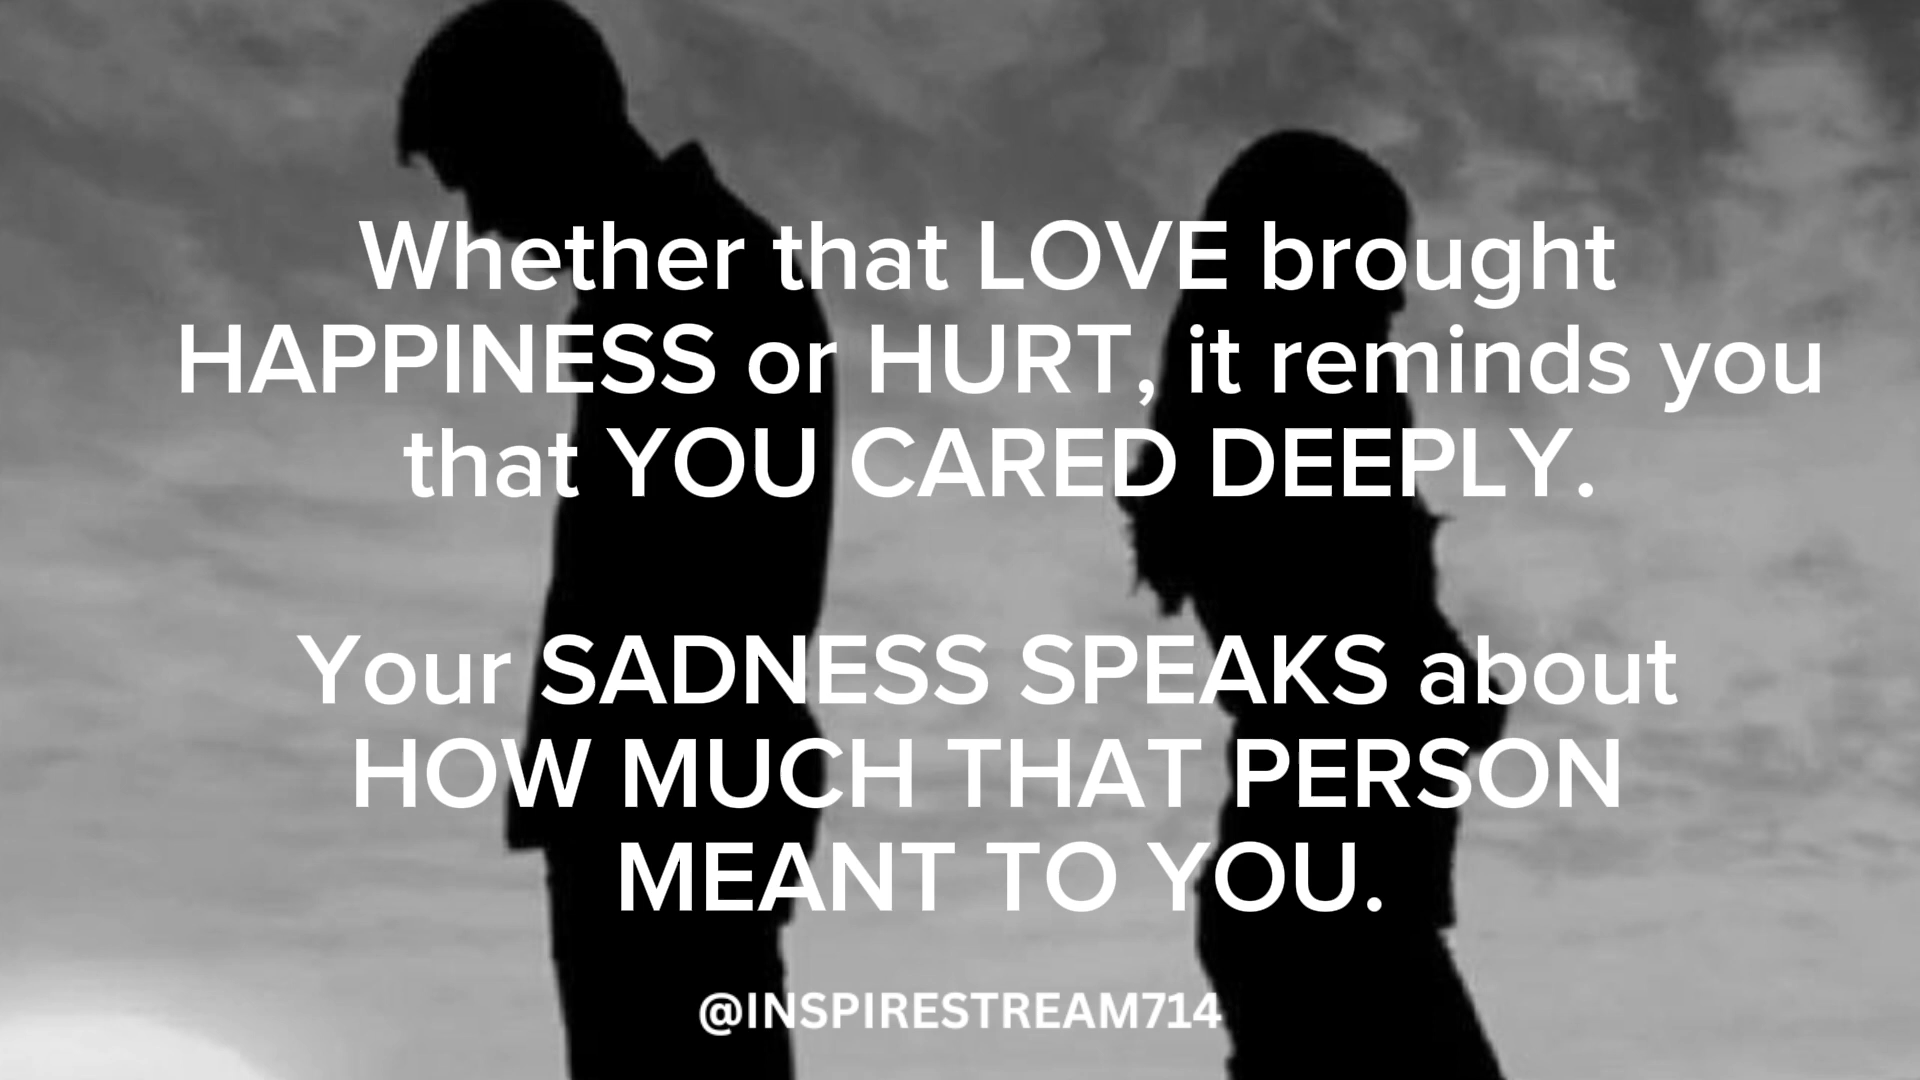 Whether that LOVE brought
HAPPINESS or HURT, it reminds you
that YOU CARED DEEPLY.
Your SADNESS SPEAKS about
HOW MUCH THAT PERSON
MEANT TO YOU.
@INSPIRESTREAM714